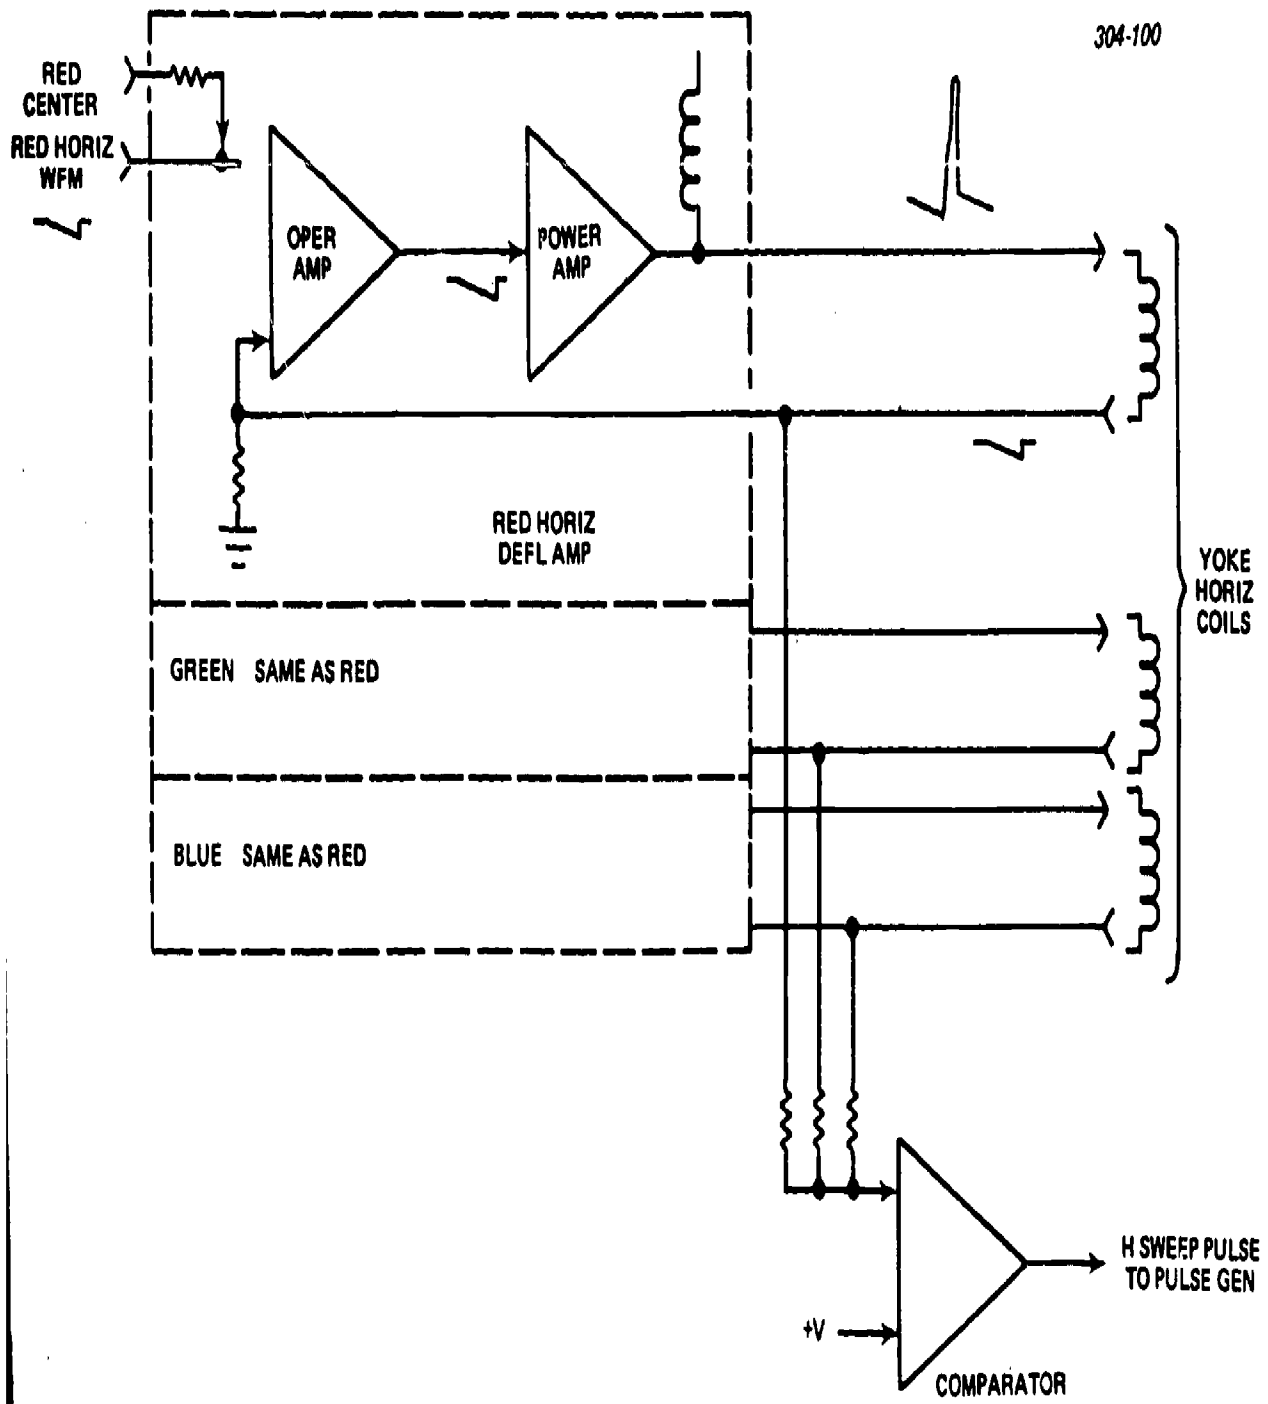 304-100
RED
CENTER
RED HORIZ
WFM
OPER
AMP
POWER
AMP
RED HORIZ
DEFL AMP
YOKE
HORIZ
COILS
GREEN SAME AS RED
BLUE SAME AS RED
H SWEEP PULSE
TO PULSE GEN
+V
COMPARATOR